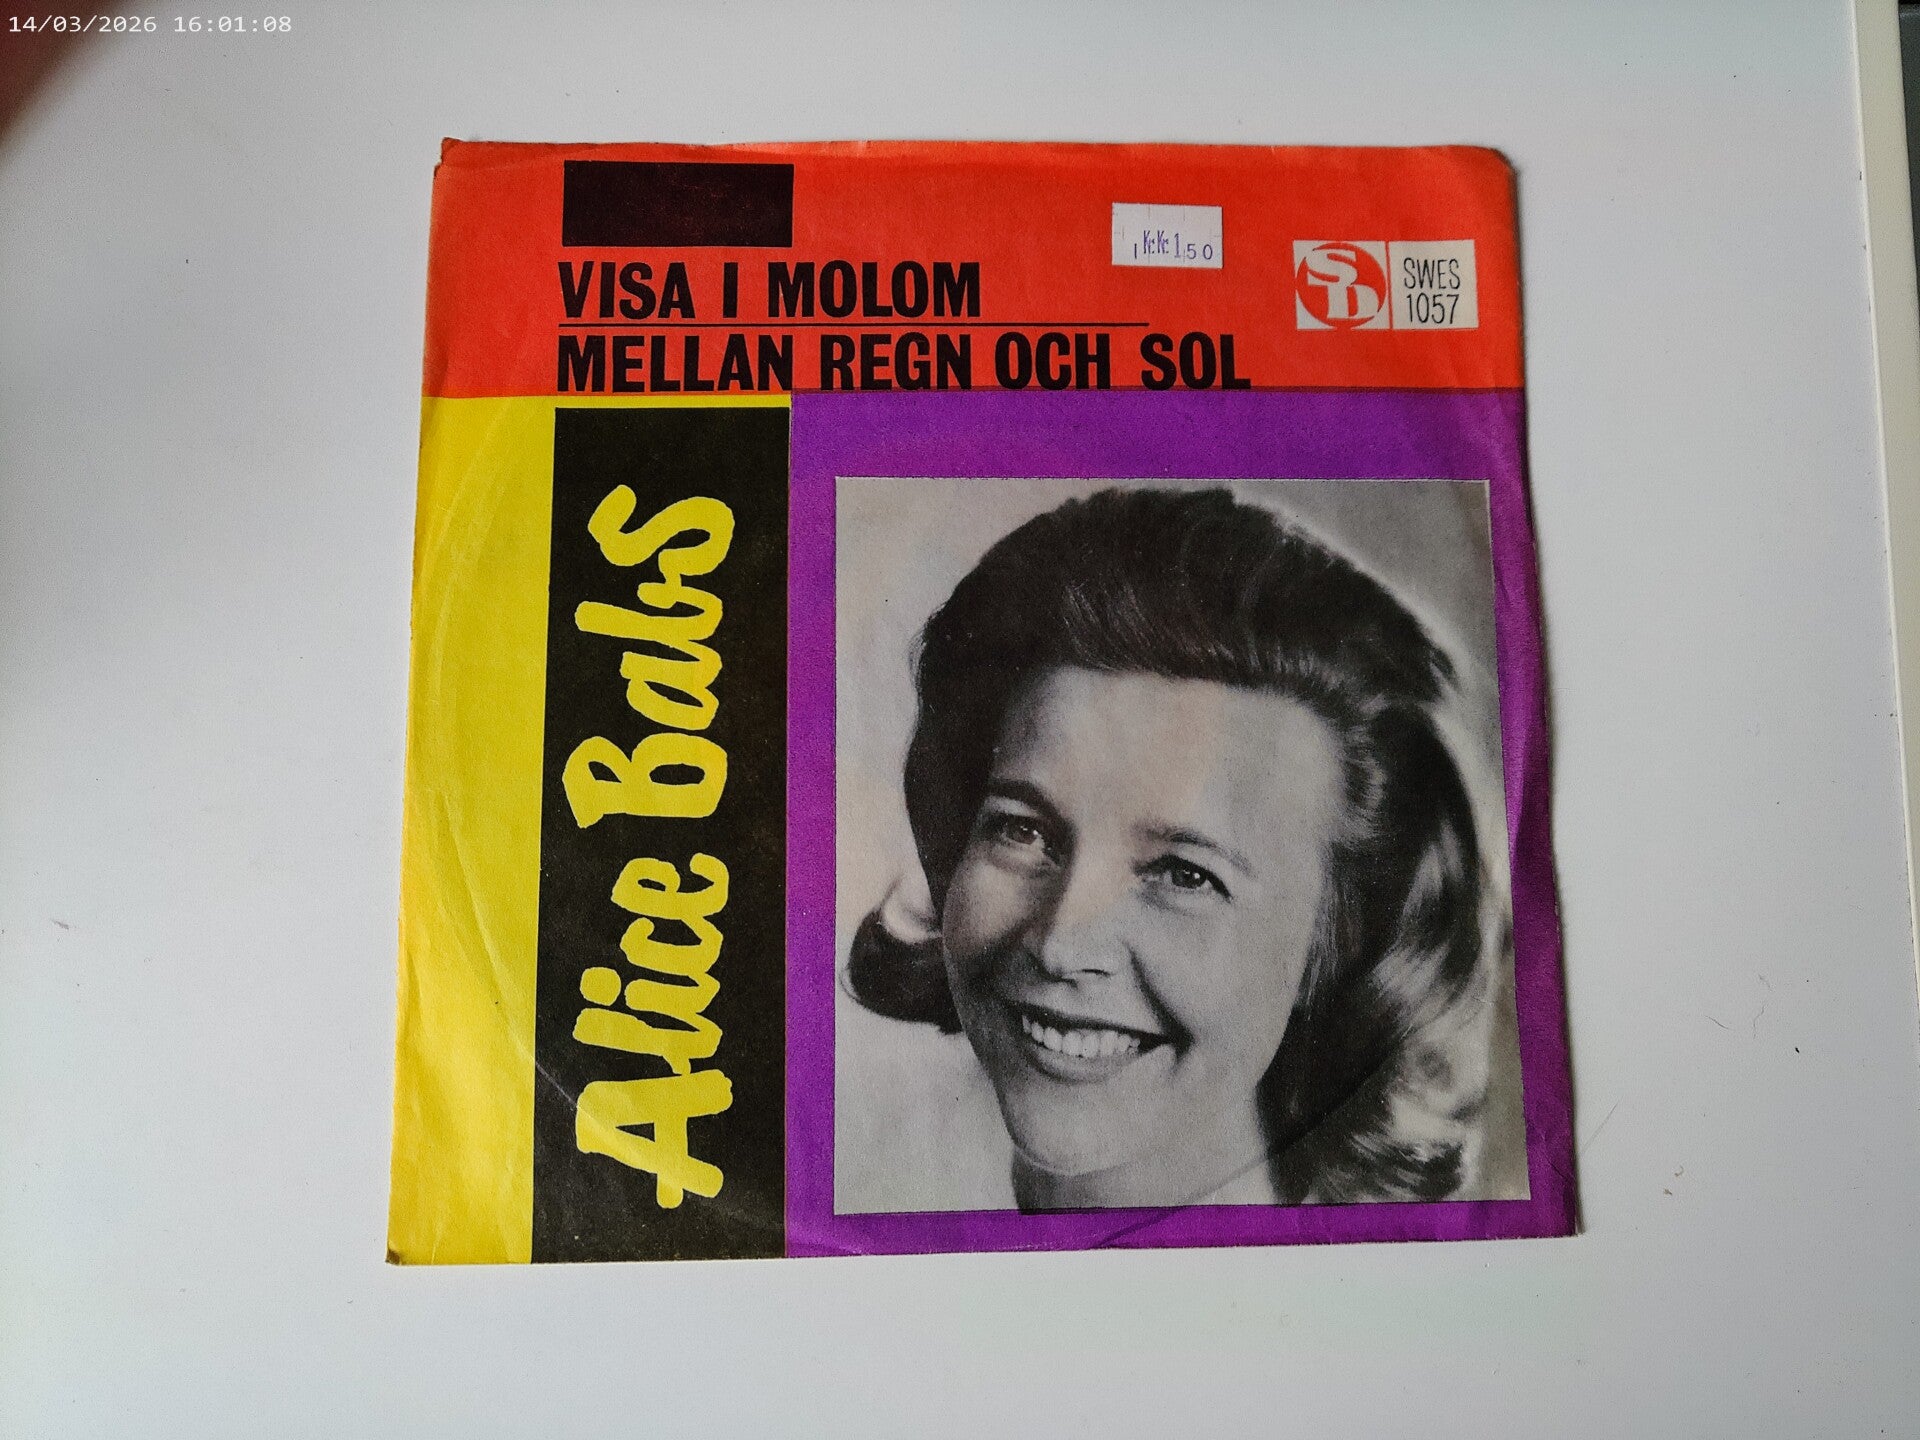 14/03/2026 16:01:08
VISA I MOLOM
MELLAN REGN OCH SOL
Kr. Kr. 1,50
SD
SWES
1057
Alice Babs